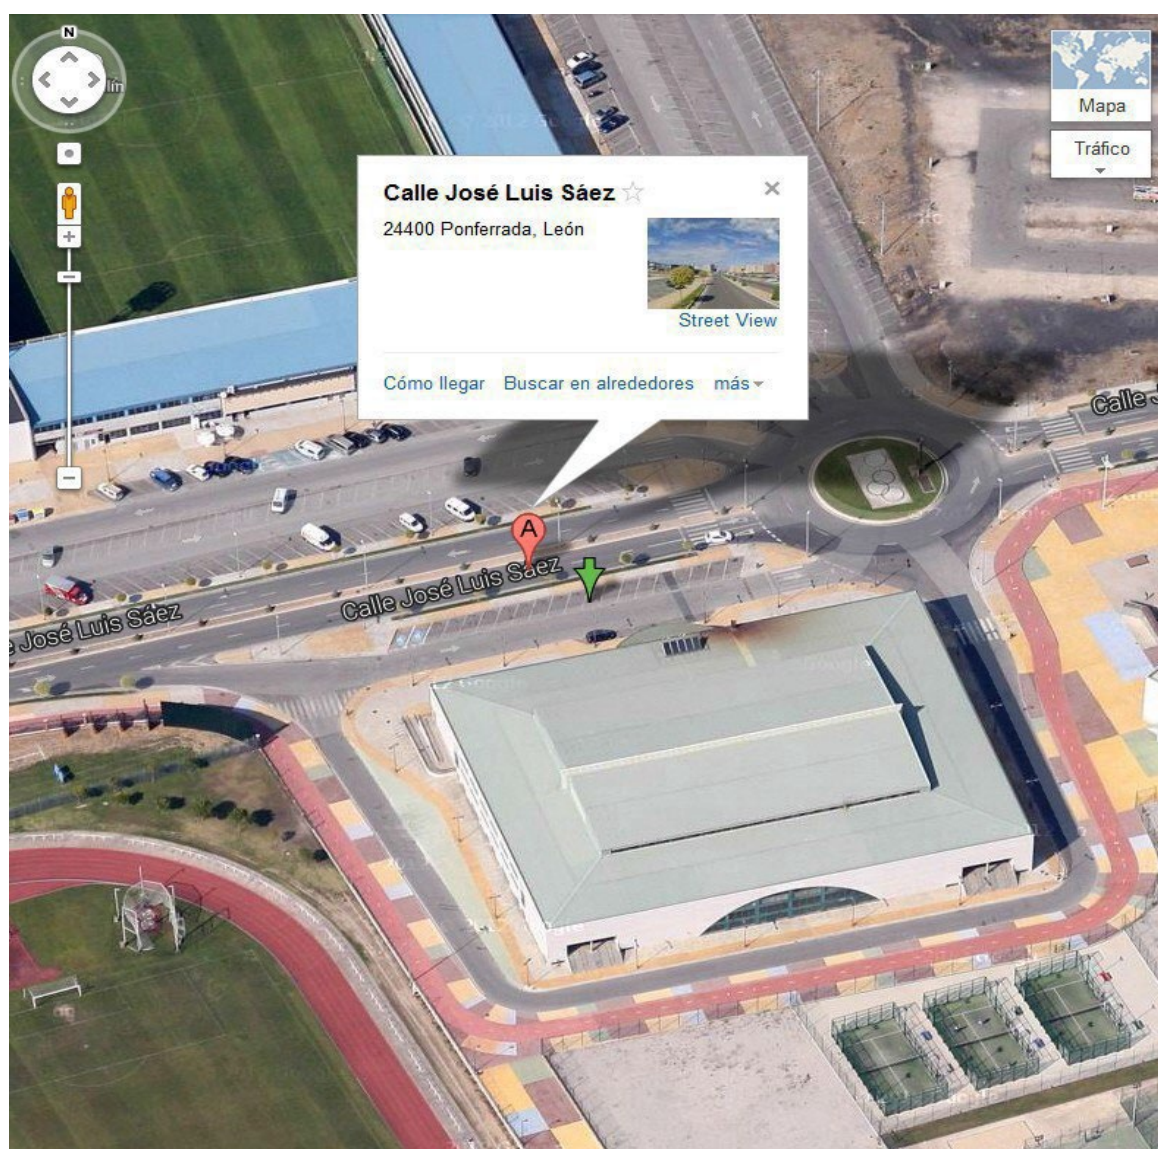 N
lín
Mapa
Tráfico
Calle José Luis Sáez
24400 Ponferrada, León
Street View
Cómo llegar Buscar en alrededores más
Calle J
A
Calle José Luis Sáez
e José Luis Sáez